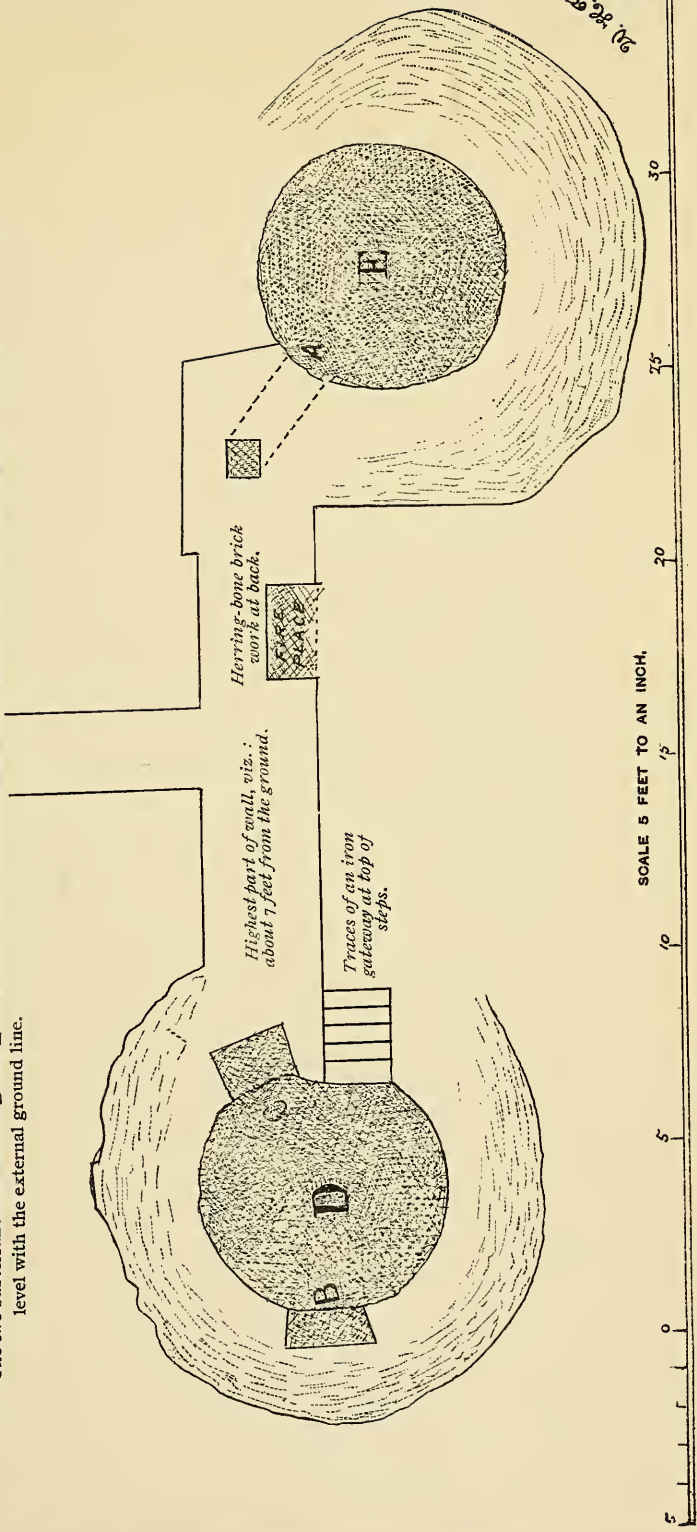 level with the external ground line.
W. H.
E
A
Herring-bone brick
work at back.
FIRE
PLACE
Highest part of wall, viz. :
about 7 feet from the ground.
Traces of an iron
gateway at top of
steps.
C
D
B
SCALE 5 FEET TO AN INCH.
5 0 5 10 15 20 25 30